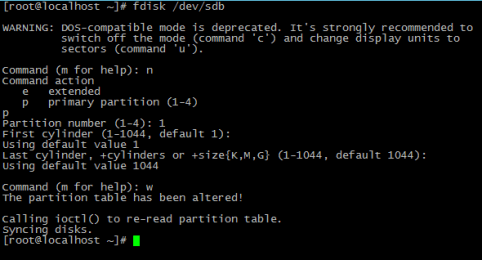 [root@localhost ~]# fdisk /dev/sdb
WARNING: DOS-compatible mode is deprecated. It's strongly recommended to
switch off the mode (command 'c') and change display units to
sectors (command 'u').
Command (m for help): n
Command action
e extended
p primary partition (1-4)
p
Partition number (1-4): 1
First cylinder (1-1044, default 1):
Using default value 1
Last cylinder, +cylinders or +size{K,M,G} (1-1044, default 1044):
Using default value 1044
Command (m for help): w
The partition table has been altered!
Calling ioctl() to re-read partition table.
Syncing disks.
[root@localhost ~]#